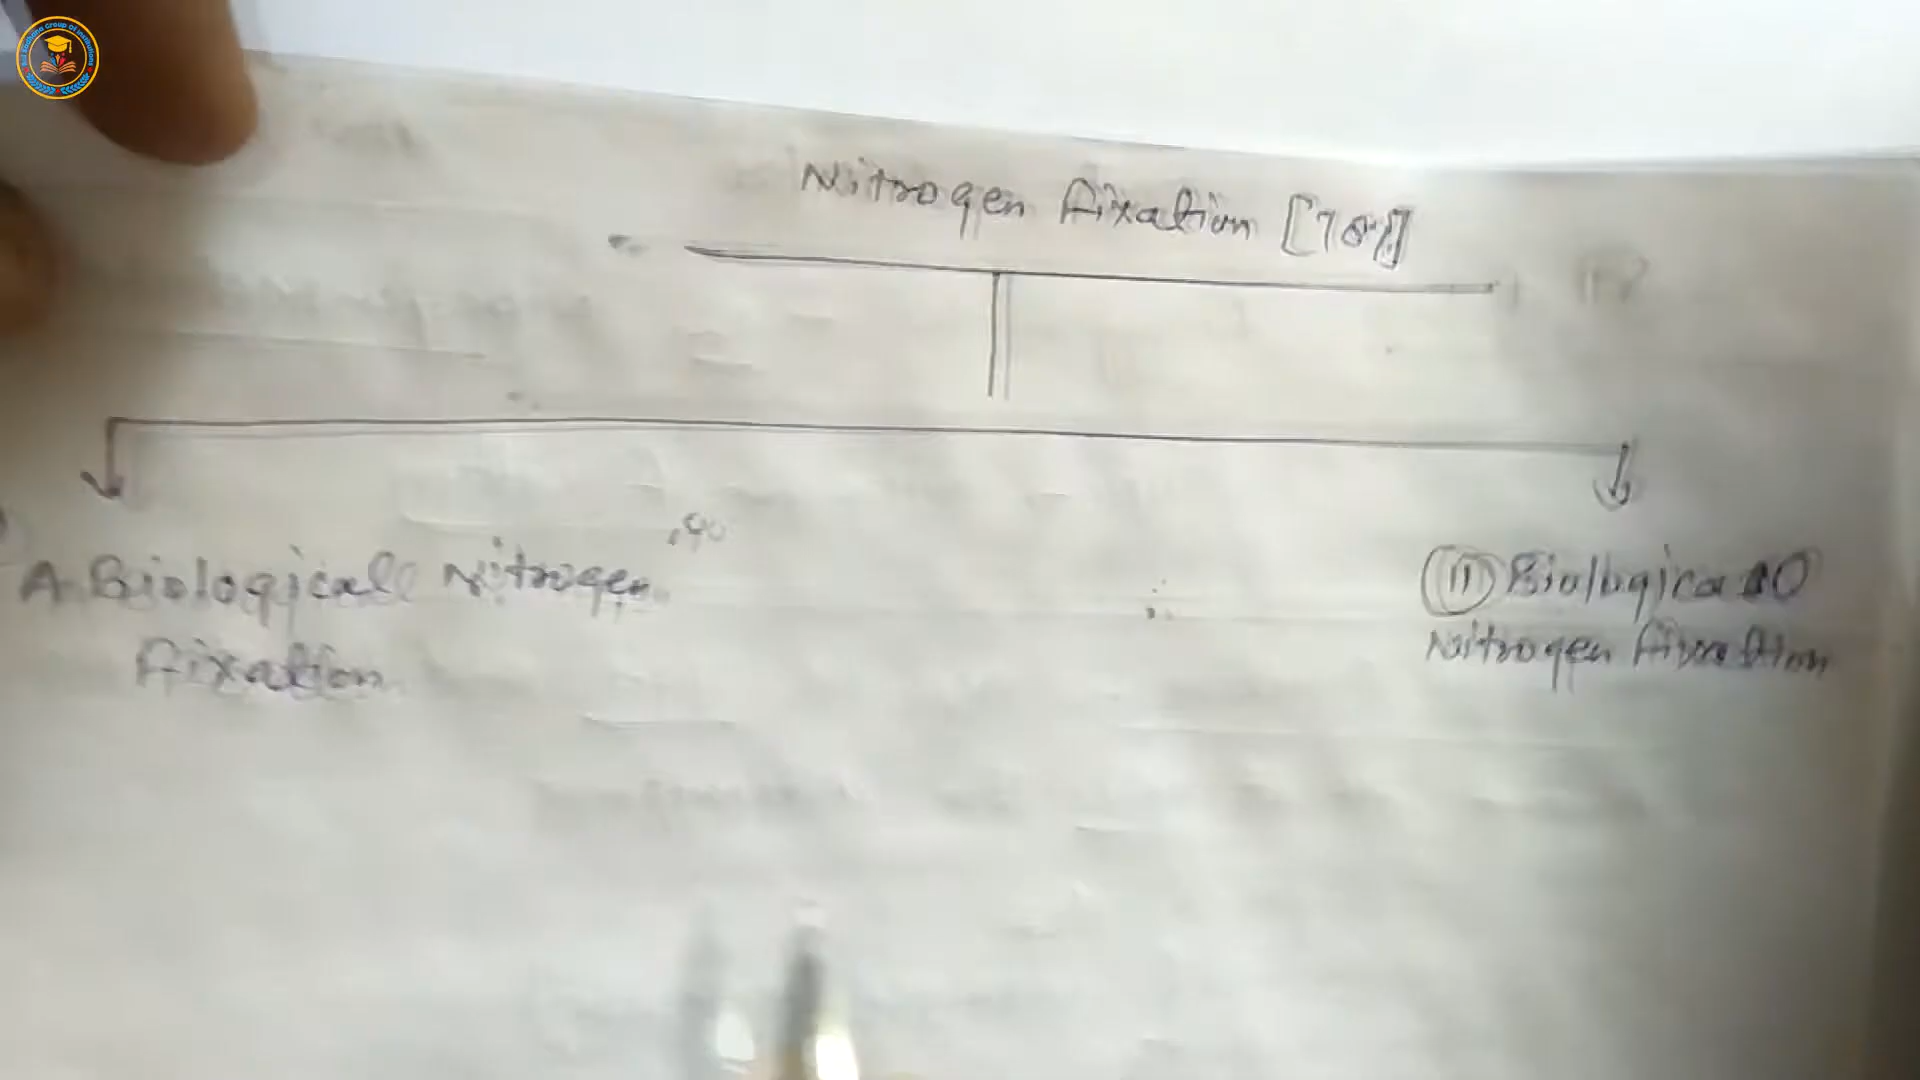 Nitrogen fixation [78%]
A. Biological Nitrogen
fixation
(II) Biological
Nitrogen fixation